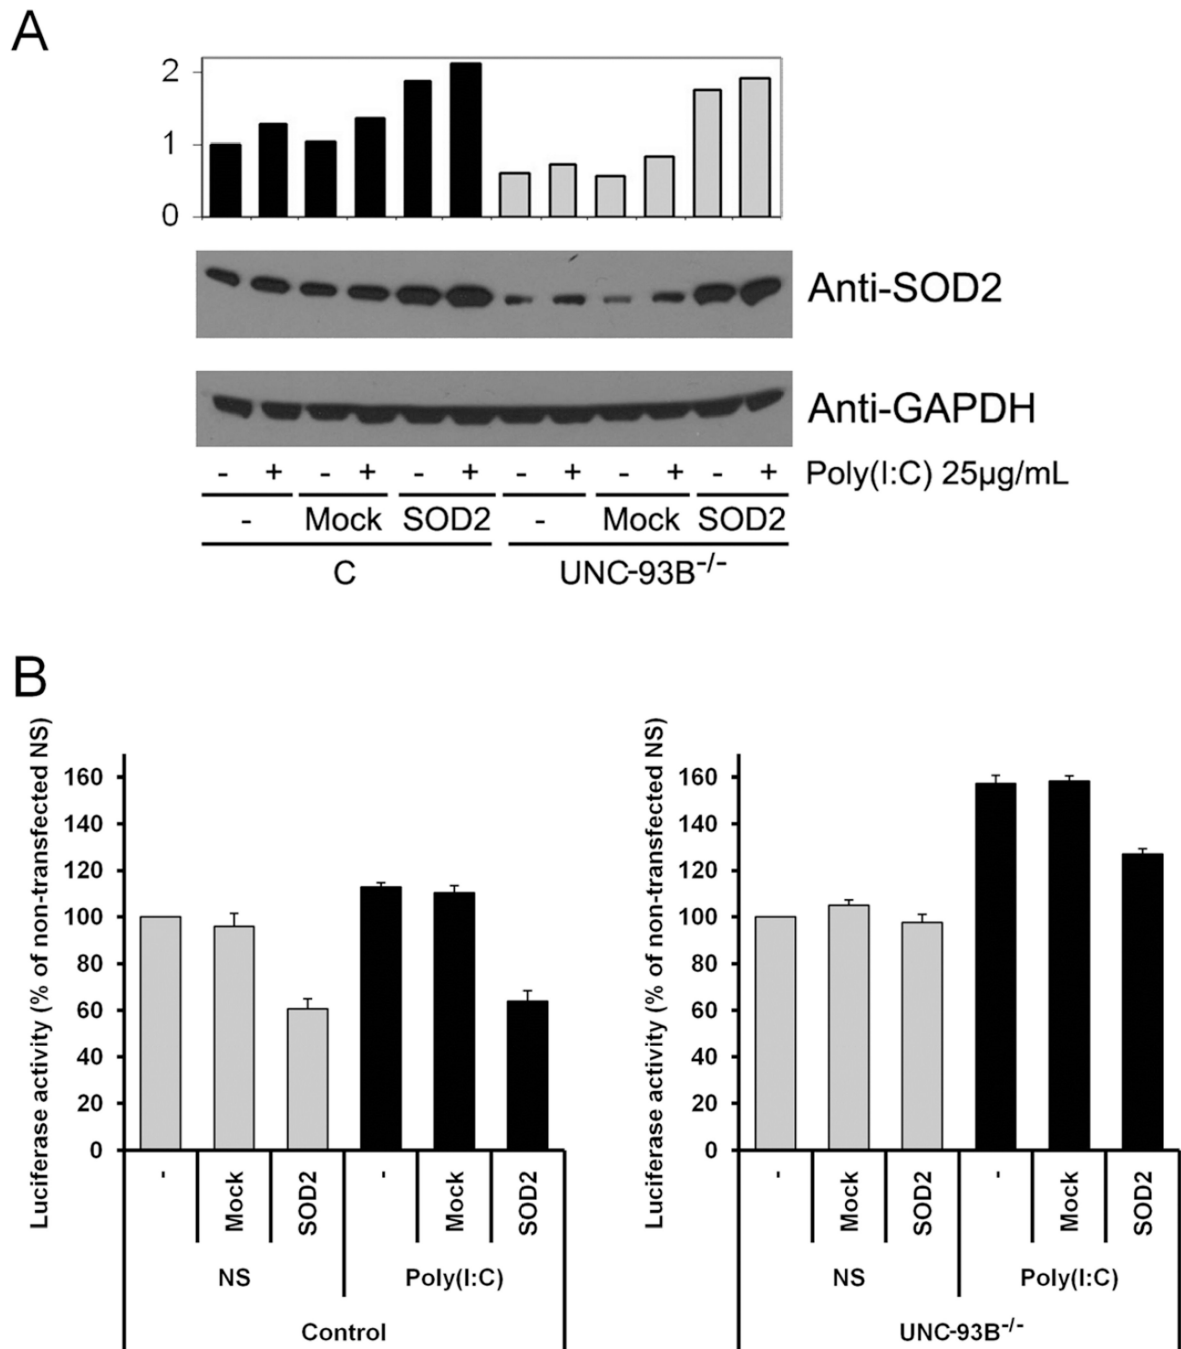 A
2
1
0
Anti-SOD2
Anti-GAPDH
- + - + - + - + - + - + Poly(I:C) 25µg/mL
- Mock SOD2 - Mock SOD2
C UNC-93B-/-
B
Luciferase activity (% of non-transfected NS)
160
140
120
100
80
60
40
20
0
- Mock SOD2 - Mock SOD2
NS Poly(I:C)
Control
Luciferase activity (% of non-transfected NS)
160
140
120
100
80
60
40
20
0
- Mock SOD2 - Mock SOD2
NS Poly(I:C)
UNC-93B-/-